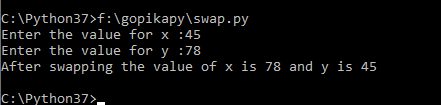 C:\Python37>f:\gopikapy\swap.py
Enter the value for x :45
Enter the value for y :78
After swapping the value of x is 78 and y is 45
C:\Python37>